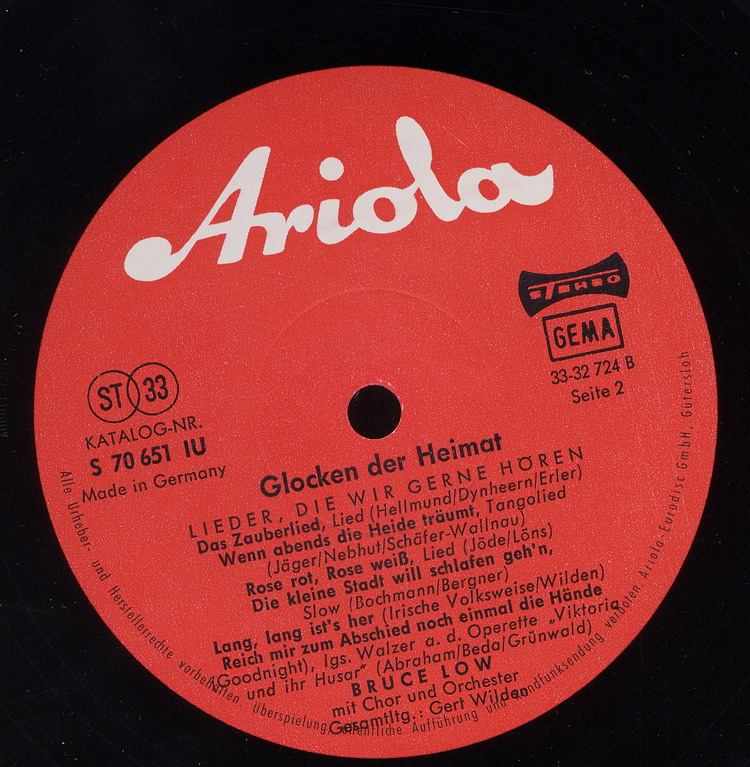 Ariola
STEREO
GEMA
33-32 724 B
Seite 2
ST 33
KATALOG-NR.
S 70 651 IU
Made in Germany
Glocken der Heimat
LIEDER, DIE WIR GERNE HÖREN
Das Zauberlied, Lied (Hellmund/Dynheern/Erler)
Wenn abends die Heide träumt, Tangolied
(Jäger/Nebhut/Schäfer-Wallnau)
Rose rot, Rose weiß, Lied (Jöde/Löns)
Die kleine Stadt will schlafen geh'n,
Slow (Bochmann/Bergner)
Lang, lang ist's her (Irische Volksweise/Wilden)
Reich mir zum Abschied noch einmal die Hände
(Goodnight), lgs. Walzer a. d. Operette „Viktoria
und ihr Husar" (Abraham/Beda/Grünwald)
BRUCE LOW
mit Chor und Orchester
Gesamtltg.: Gert Wilden
Alle Urheber- und Herstellerrechte vorbehalten. Überspielung, öffentliche Aufführung und Rundfunksendung verboten. Ariola-Eurodisc GmbH, Gütersloh